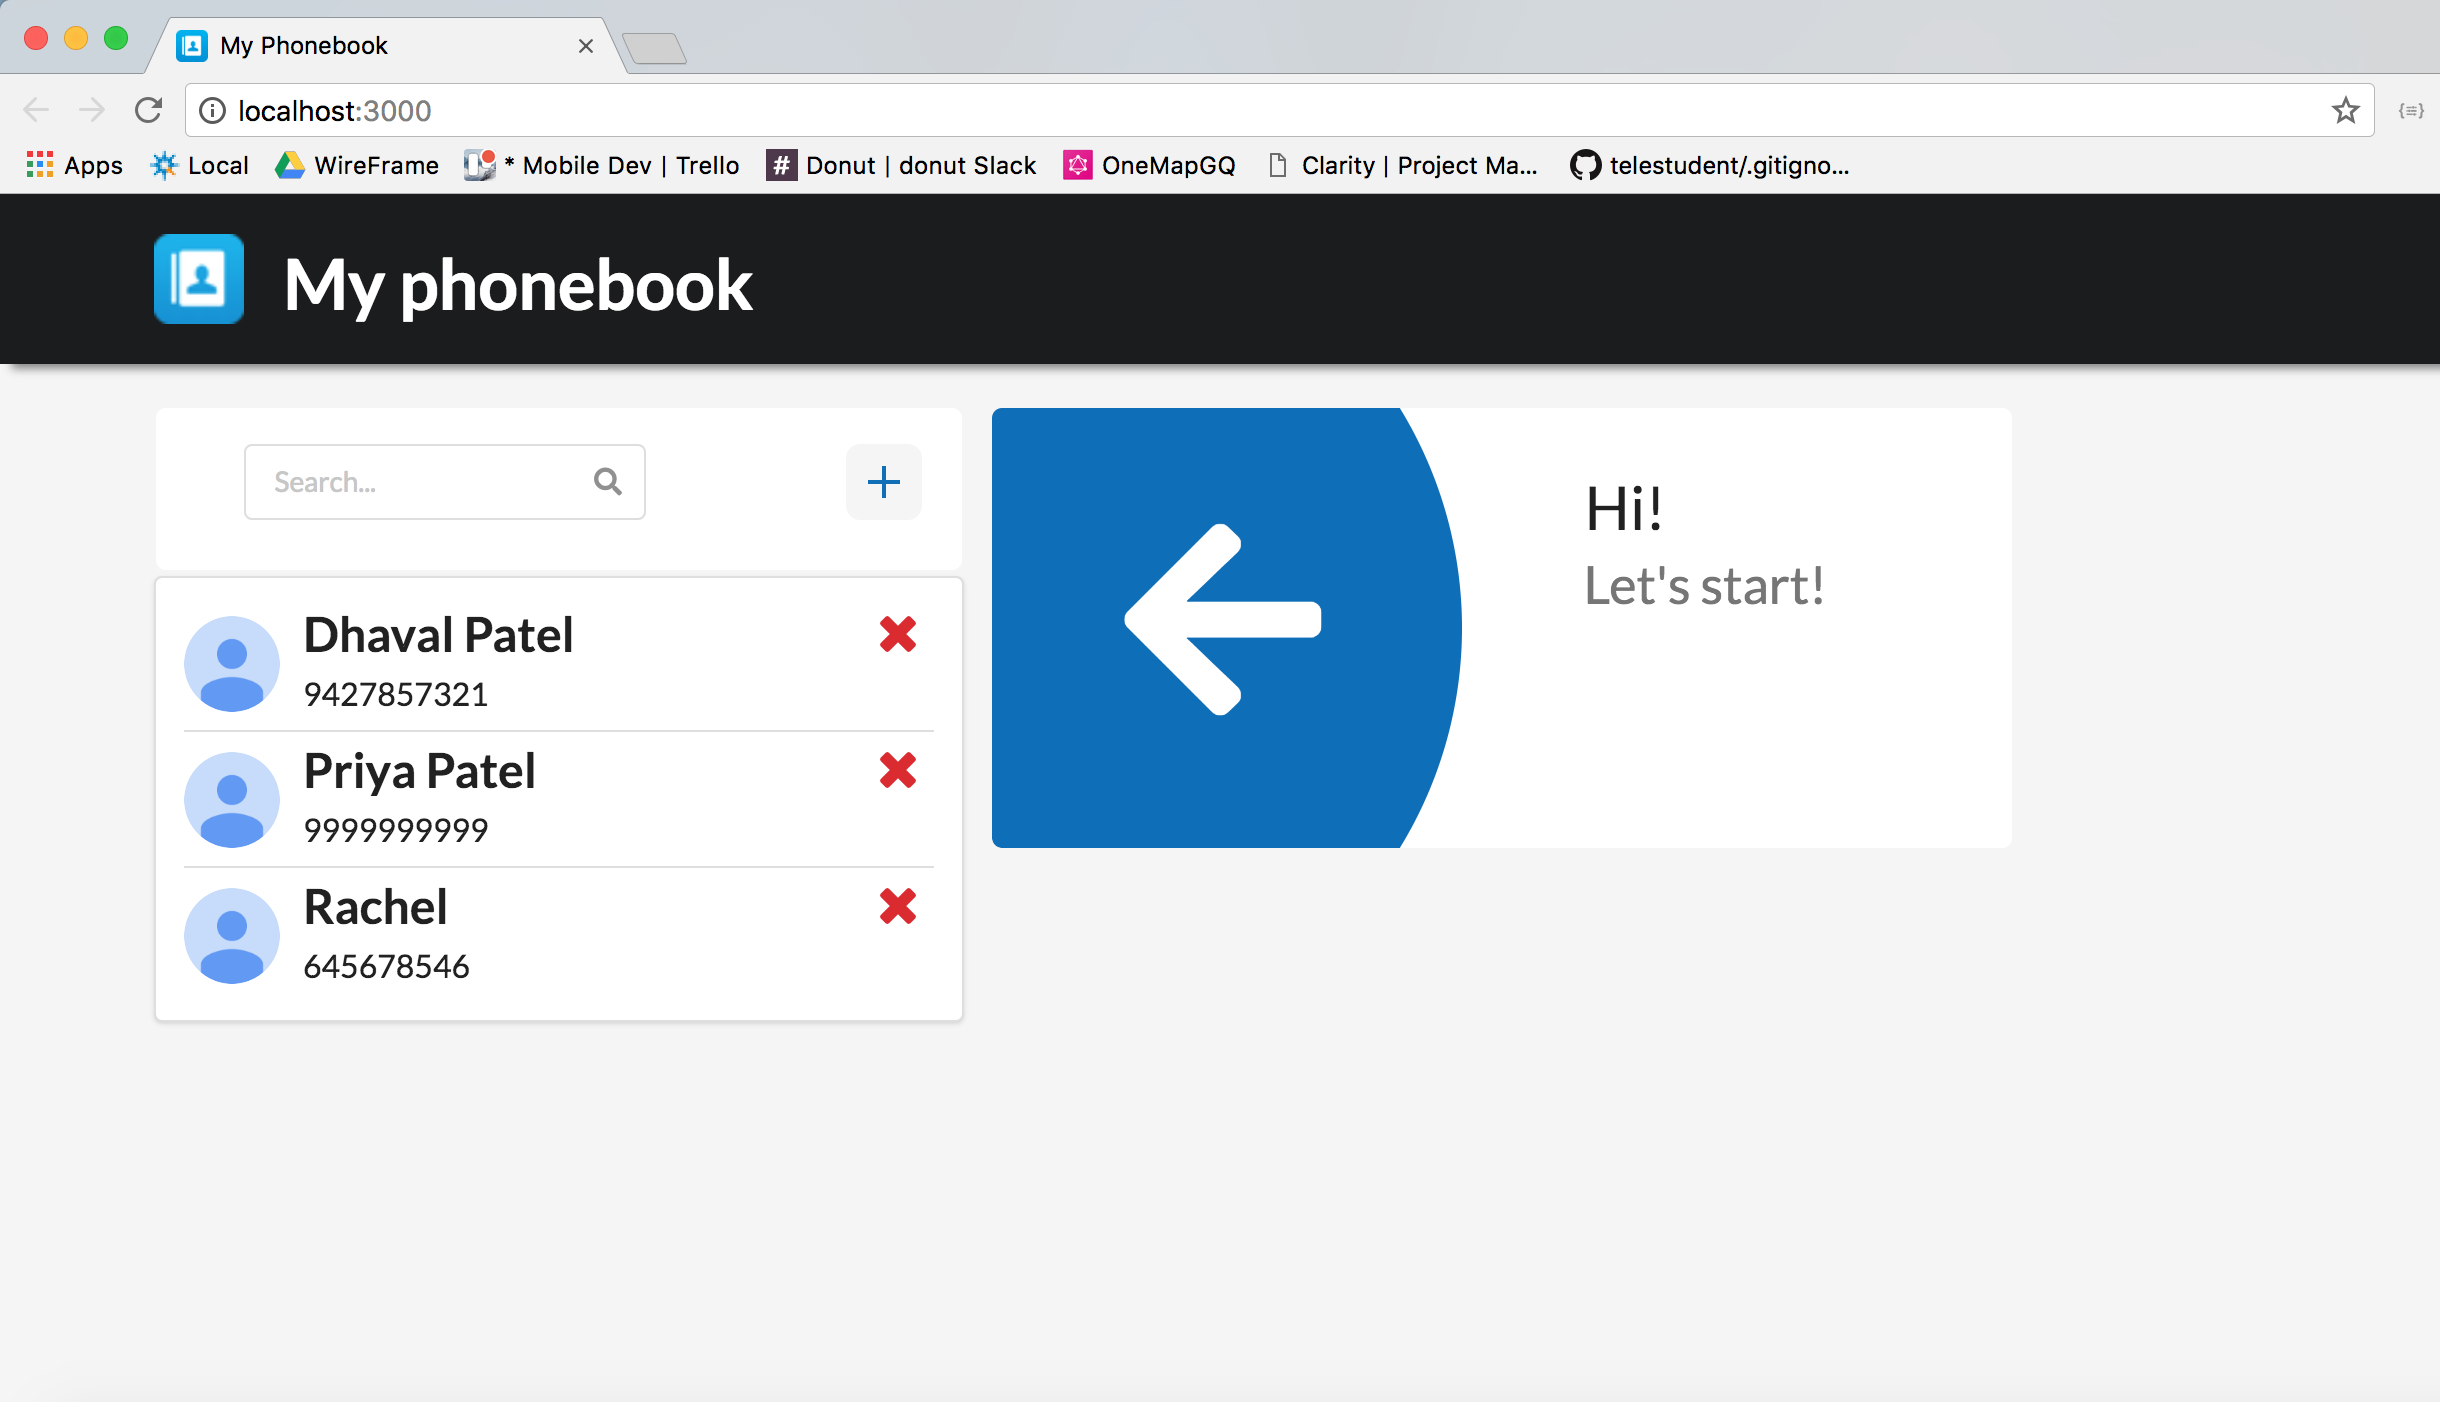 My Phonebook
localhost:3000
Apps Local WireFrame * Mobile Dev | Trello # Donut | donut Slack OneMapGQ Clarity | Project Ma... telestudent/.gitigno...
My phonebook
Search...
Hi!
Let's start!
Dhaval Patel
9427857321
Priya Patel
9999999999
Rachel
645678546